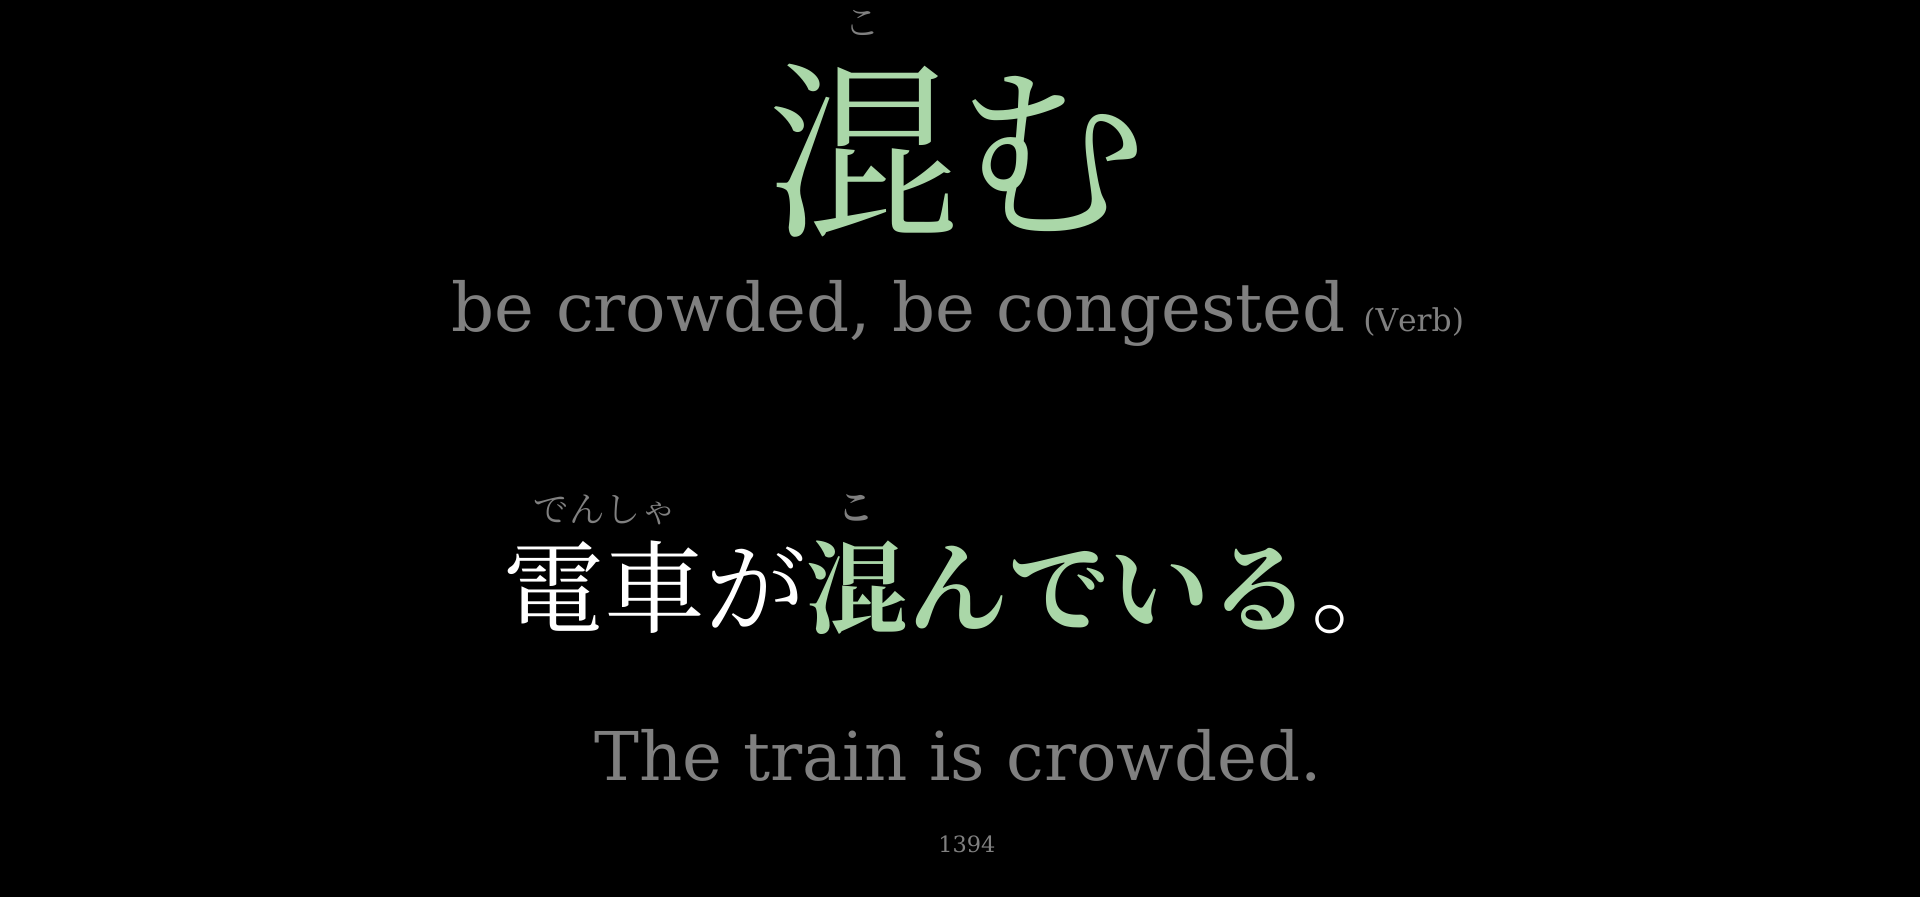 こ
混む
be crowded, be congested (Verb)
でんしゃ こ
電車が混んでいる。
The train is crowded.
1394